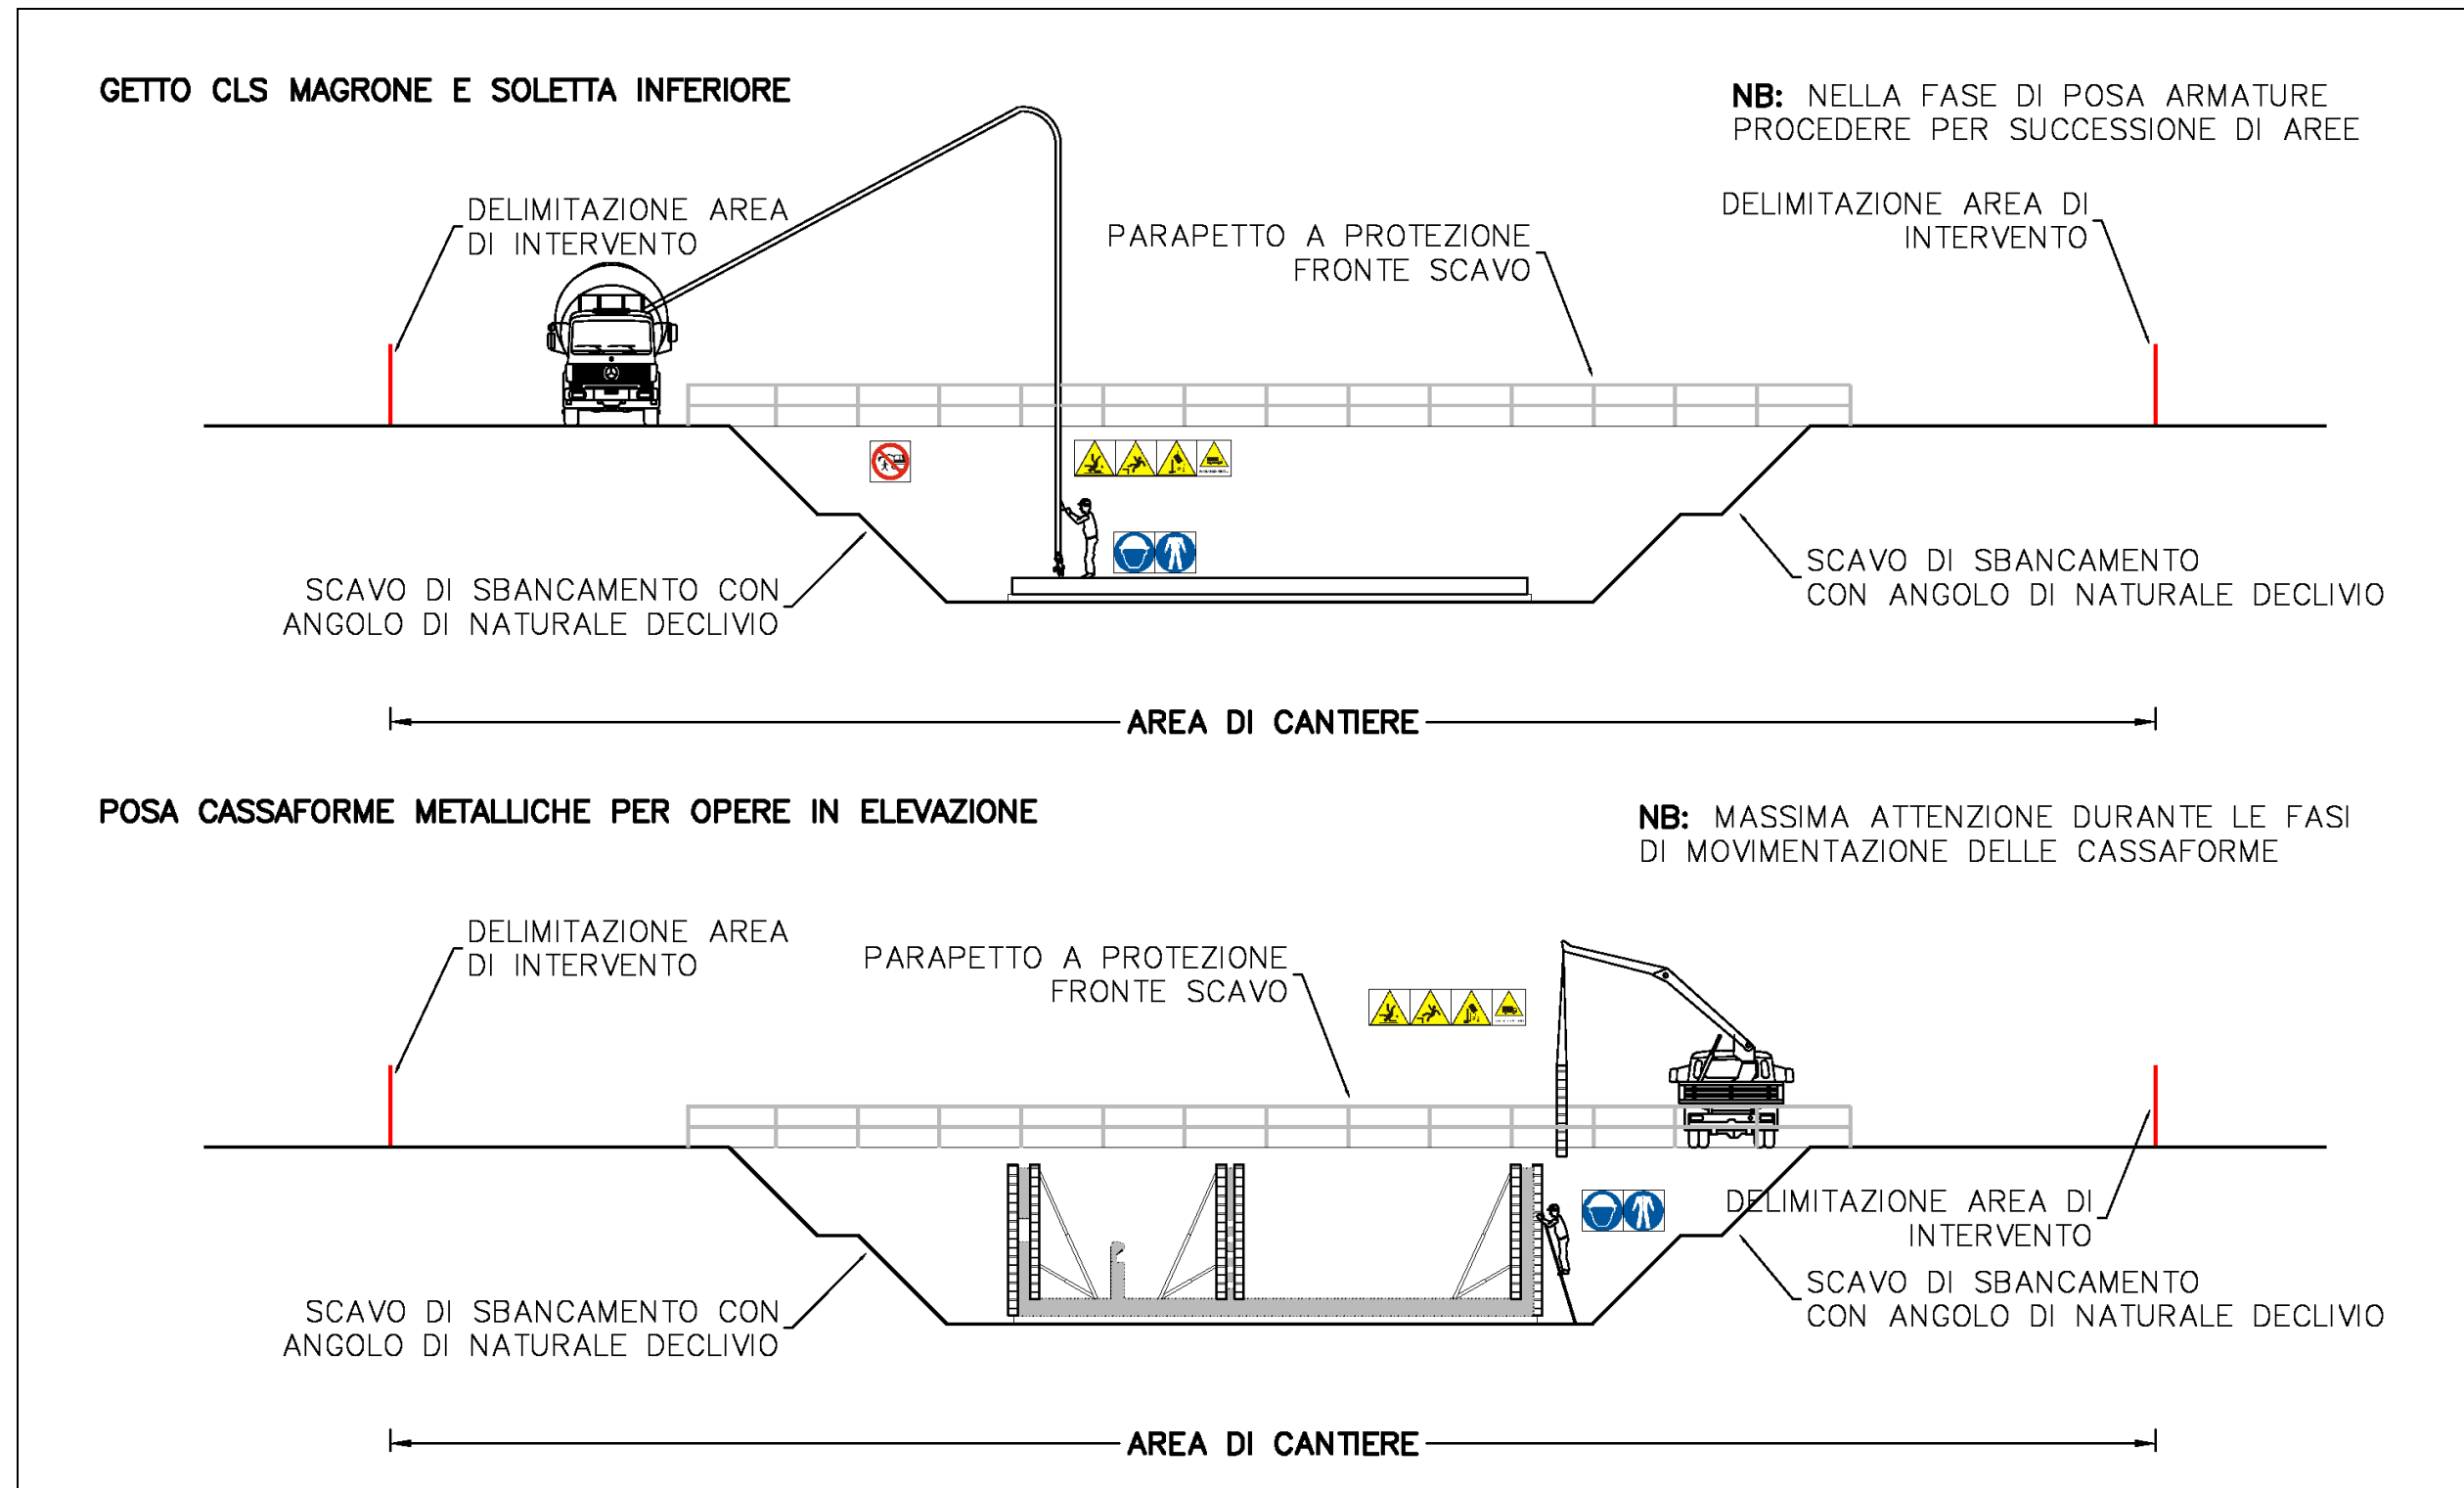 GETTO CLS MAGRONE E SOLETTA INFERIORE
NB: NELLA FASE DI POSA ARMATURE
PROCEDERE PER SUCCESSIONE DI AREE
DELIMITAZIONE AREA
DI INTERVENTO
PARAPETTO A PROTEZIONE
FRONTE SCAVO
DELIMITAZIONE AREA DI
INTERVENTO
SCAVO DI SBANCAMENTO CON
ANGOLO DI NATURALE DECLIVIO
SCAVO DI SBANCAMENTO
CON ANGOLO DI NATURALE DECLIVIO
AREA DI CANTIERE
POSA CASSAFORME METALLICHE PER OPERE IN ELEVAZIONE
NB: MASSIMA ATTENZIONE DURANTE LE FASI
DI MOVIMENTAZIONE DELLE CASSAFORME
DELIMITAZIONE AREA
DI INTERVENTO
PARAPETTO A PROTEZIONE
FRONTE SCAVO
DELIMITAZIONE AREA DI
INTERVENTO
SCAVO DI SBANCAMENTO CON
ANGOLO DI NATURALE DECLIVIO
SCAVO DI SBANCAMENTO
CON ANGOLO DI NATURALE DECLIVIO
AREA DI CANTIERE